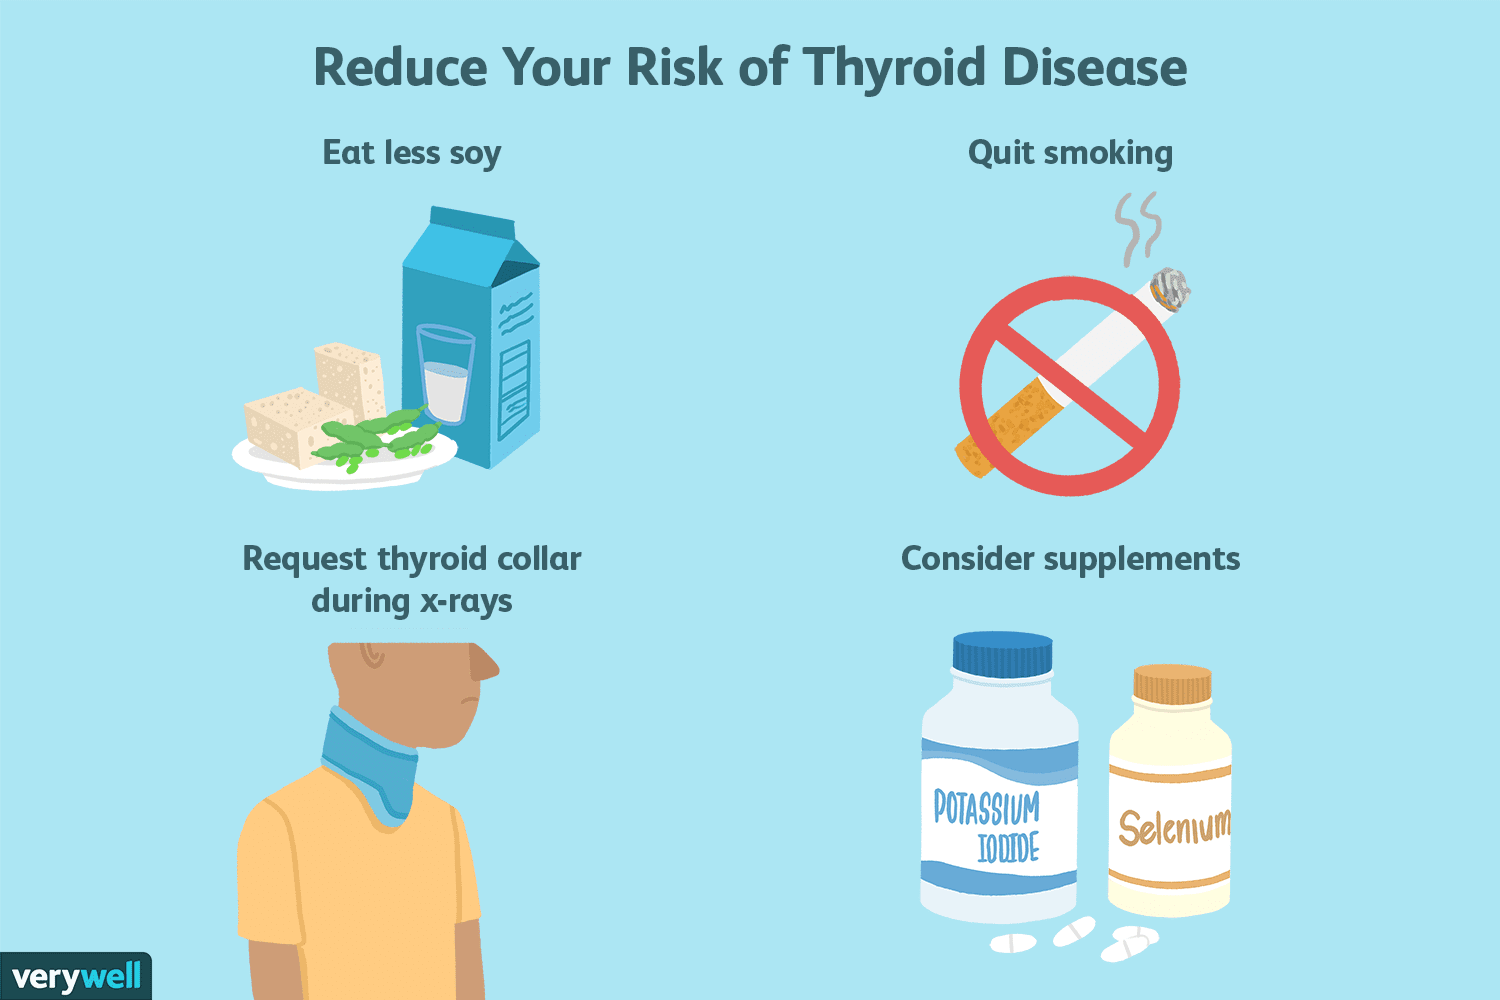 Reduce Your Risk of Thyroid Disease
Eat less soy
Quit smoking
Request thyroid collar
during x-rays
Consider supplements
POTASSIUM
IODIDE
Selenium
verywell